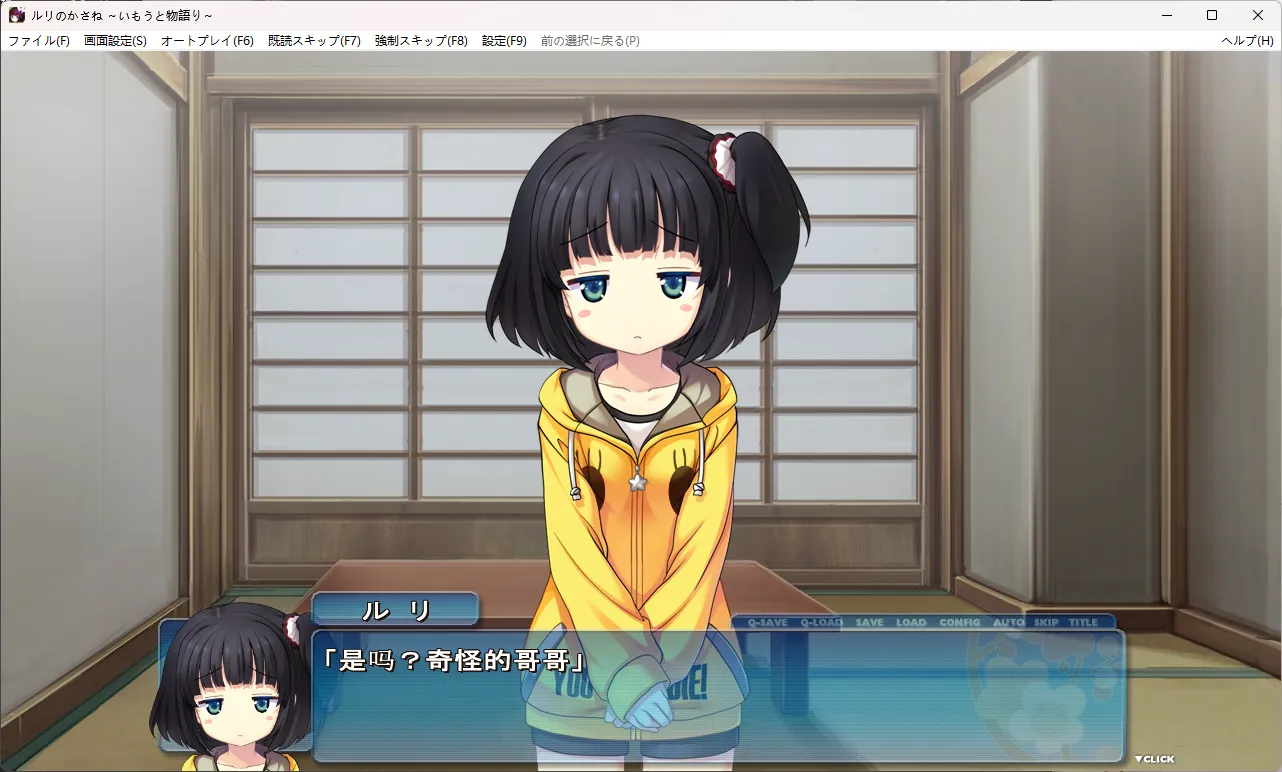 ルリのかさね ～いもうと物語り～
ファイル(F) 画面設定(S) オートプレイ(F6) 既読スキップ(F7) 強制スキップ(F8) 設定(F9) 前の選択に戻る(P) ヘルプ(H)
ルリ
Q-SAVE Q-LOAD SAVE LOAD CONFIG AUTO SKIP TITLE
「是吗？奇怪的哥哥」
YOU DIE!
▼CLICK